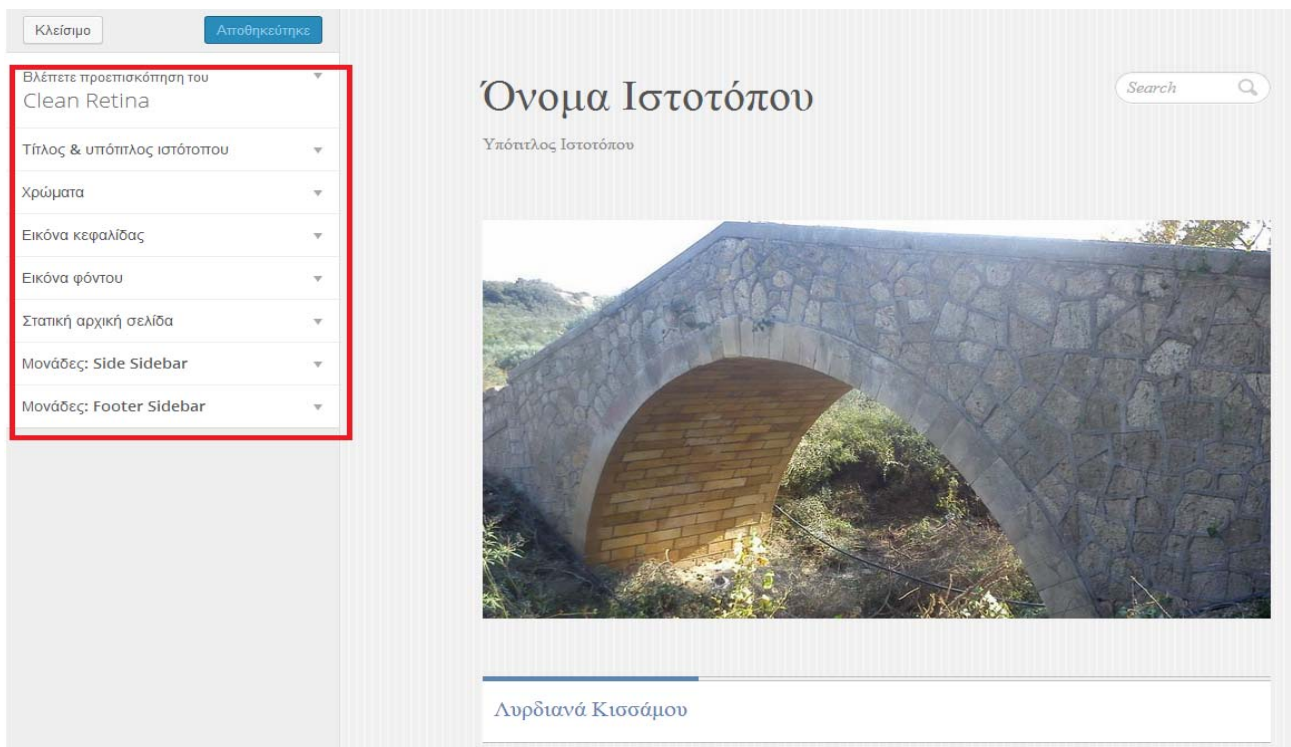 Κλείσιμο
Αποθηκεύτηκε
Βλέπετε προεπισκόπηση του
Clean Retina
Τίτλος & υπότιτλος ιστότοπου
Χρώματα
Εικόνα κεφαλίδας
Εικόνα φόντου
Στατική αρχική σελίδα
Μονάδες: Side Sidebar
Μονάδες: Footer Sidebar
Όνομα Ιστοτόπου
Υπότιτλος Ιστοτόπου
Search
Λυρδιανά Κισσάμου